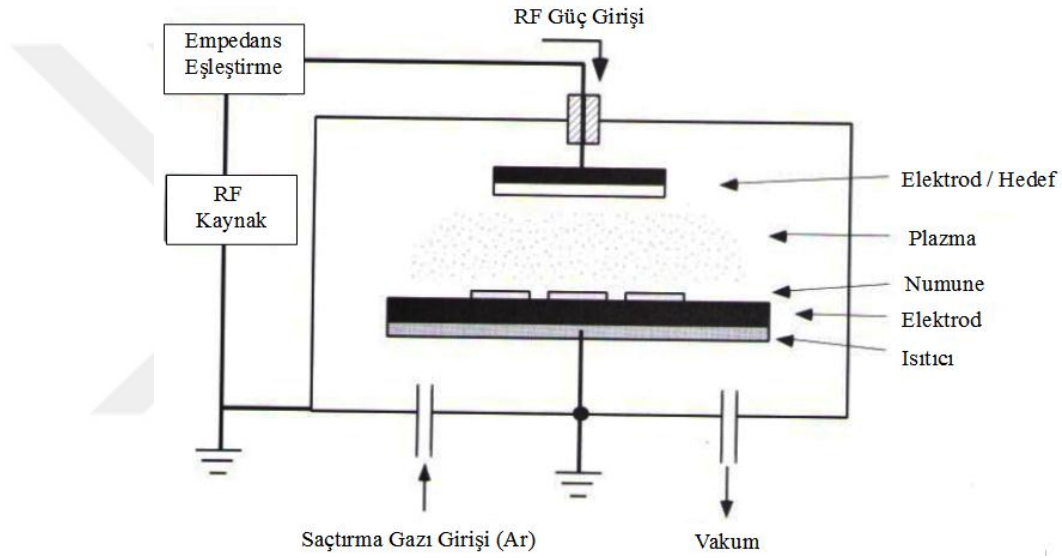 RF Güç Girişi
Empedans
Eşleştirme
RF
Kaynak
Elektrod / Hedef
Plazma
Numune
Elektrod
Isıtıcı
Saçtırma Gazı Girişi (Ar)
Vakum